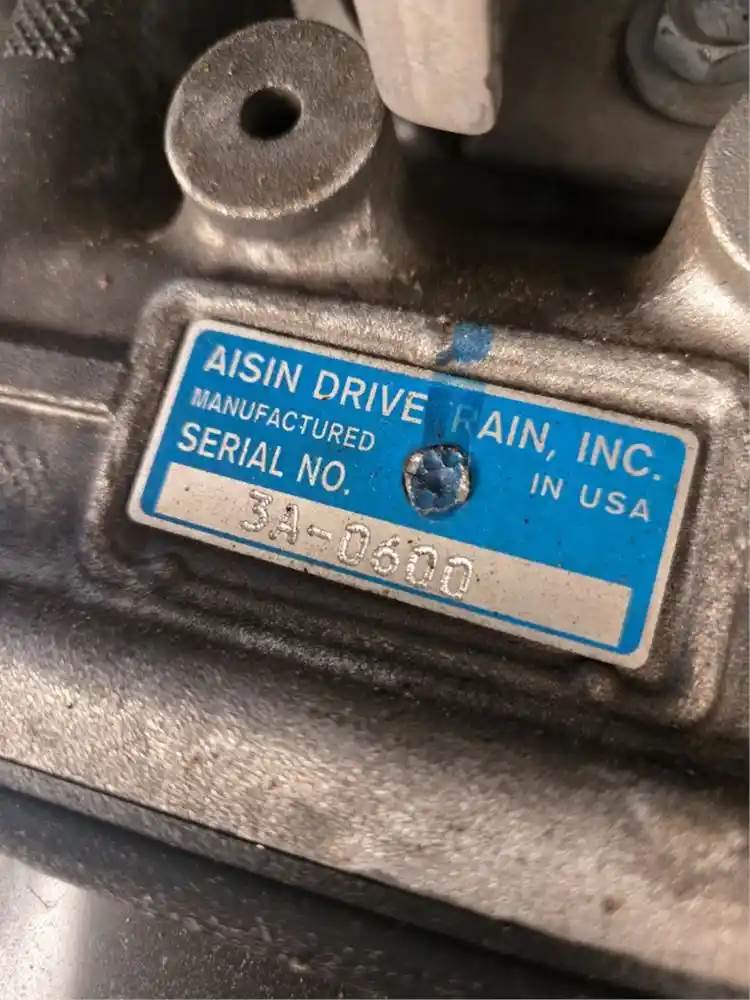 AISIN DRIVETRAIN, INC.
MANUFACTURED IN USA
SERIAL NO.
3A-0600